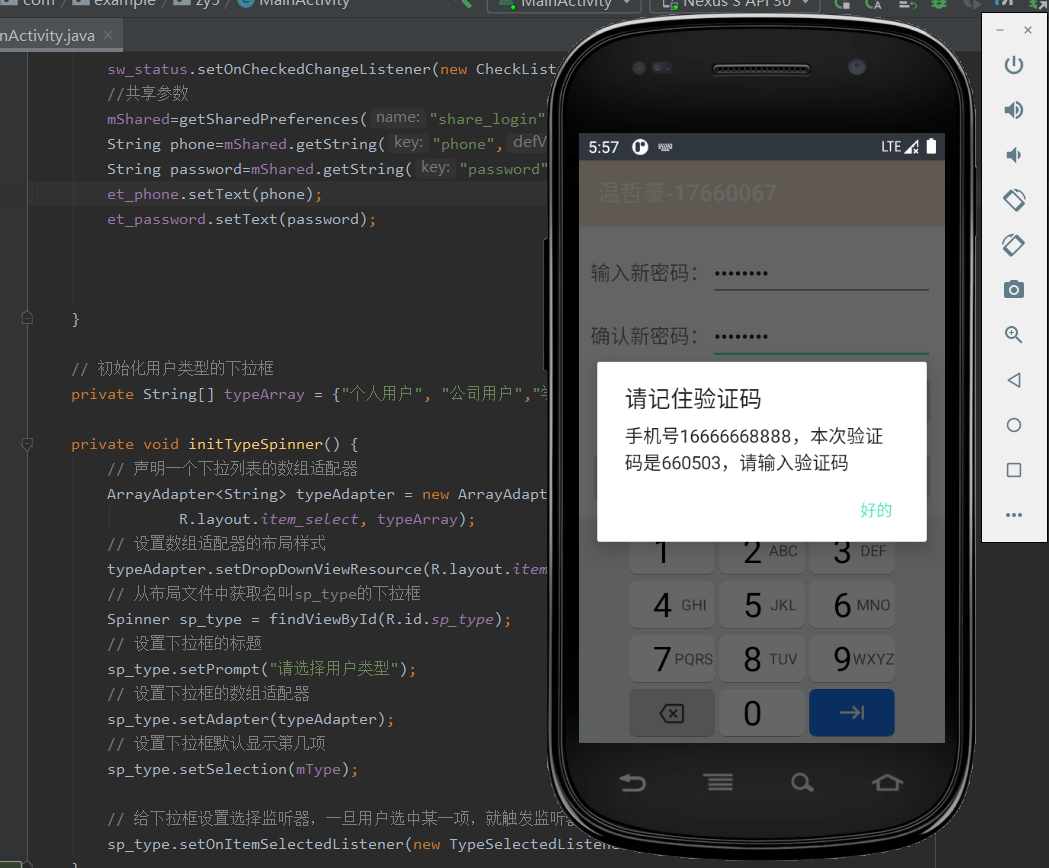 com / example / zy5 / MainActivity
MainActivity
Nexus S API 30
nActivity.java
sw_status.setOnCheckedChangeListener(new CheckList
//共享参数
mShared=getSharedPreferences( name: "share_login"
String phone=mShared.getString( key: "phone", defV
String password=mShared.getString( key: "password"
et_phone.setText(phone);
et_password.setText(password);
}
// 初始化用户类型的下拉框
private String[] typeArray = {"个人用户", "公司用户","
private void initTypeSpinner() {
// 声明一个下拉列表的数组适配器
ArrayAdapter<String> typeAdapter = new ArrayAdapt
R.layout.item_select, typeArray);
// 设置数组适配器的布局样式
typeAdapter.setDropDownViewResource(R.layout.item
// 从布局文件中获取名叫sp_type的下拉框
Spinner sp_type = findViewById(R.id.sp_type);
// 设置下拉框的标题
sp_type.setPrompt("请选择用户类型");
// 设置下拉框的数组适配器
sp_type.setAdapter(typeAdapter);
// 设置下拉框默认显示第几项
sp_type.setSelection(mType);
// 给下拉框设置选择监听器，一旦用户选中某一项，就触发监听器
sp_type.setOnItemSelectedListener(new TypeSelectedListene
5:57 LTE
温哲豪-17660067
输入新密码： ••••••••
确认新密码： ••••••••
请记住验证码
手机号16666668888，本次验证
码是660503，请输入验证码
好的
1 2 ABC 3 DEF
4 GHI 5 JKL 6 MNO
7 PQRS 8 TUV 9 WXYZ
0